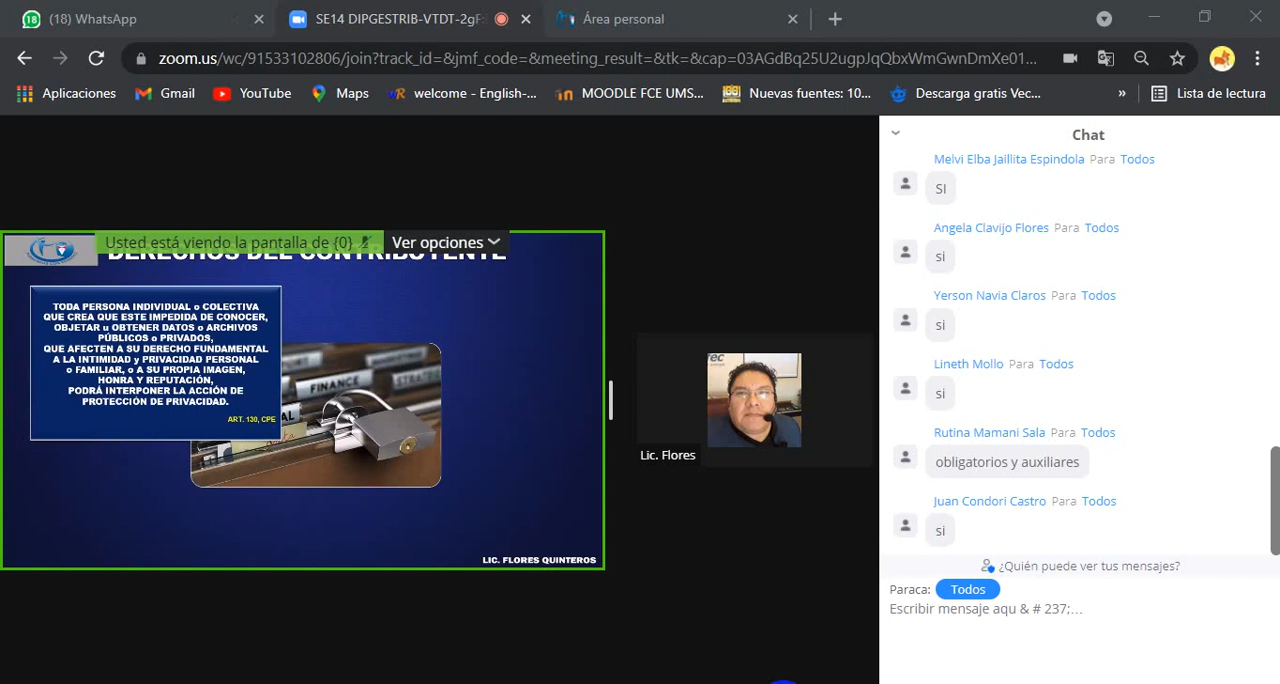 (18) WhatsApp
SE14 DIPGESTRIB-VTDT-2gF
Área personal
zoom.us/wc/91533102806/join?track_id=&jmf_code=&meeting_result=&tk=&cap=03AGdBq25U2ugpJqQbxWmGwnDmXe01...
Aplicaciones
Gmail
YouTube
Maps
welcome - English-...
MOODLE FCE UMS...
Nuevas fuentes: 10...
Descarga gratis Vec...
»
Lista de lectura
Usted está viendo la pantalla de {0}
Ver opciones
DERECHOS DEL CONTRIBUYENTE
TODA PERSONA INDIVIDUAL o COLECTIVA
QUE CREA QUE ESTE IMPEDIDA DE CONOCER,
OBJETAR u OBTENER DATOS o ARCHIVOS
PÚBLICOS o PRIVADOS,
QUE AFECTEN A SU DERECHO FUNDAMENTAL
A LA INTIMIDAD y PRIVACIDAD PERSONAL
o FAMILIAR, o A SU PROPIA IMAGEN,
HONRA Y REPUTACIÓN,
PODRÁ INTERPONER LA ACCIÓN DE
PROTECCIÓN DE PRIVACIDAD.
ART. 130, CPE
FINANCE
LIC. FLORES QUINTEROS
Lic. Flores
Chat
Melvi Elba Jaillita Espindola Para Todos
SI
Angela Clavijo Flores Para Todos
si
Yerson Navia Claros Para Todos
si
Lineth Mollo Para Todos
si
Rutina Mamani Sala Para Todos
obligatorios y auxiliares
Juan Condori Castro Para Todos
si
¿Quién puede ver tus mensajes?
Paraca: Todos
Escribir mensaje aqu & # 237;...